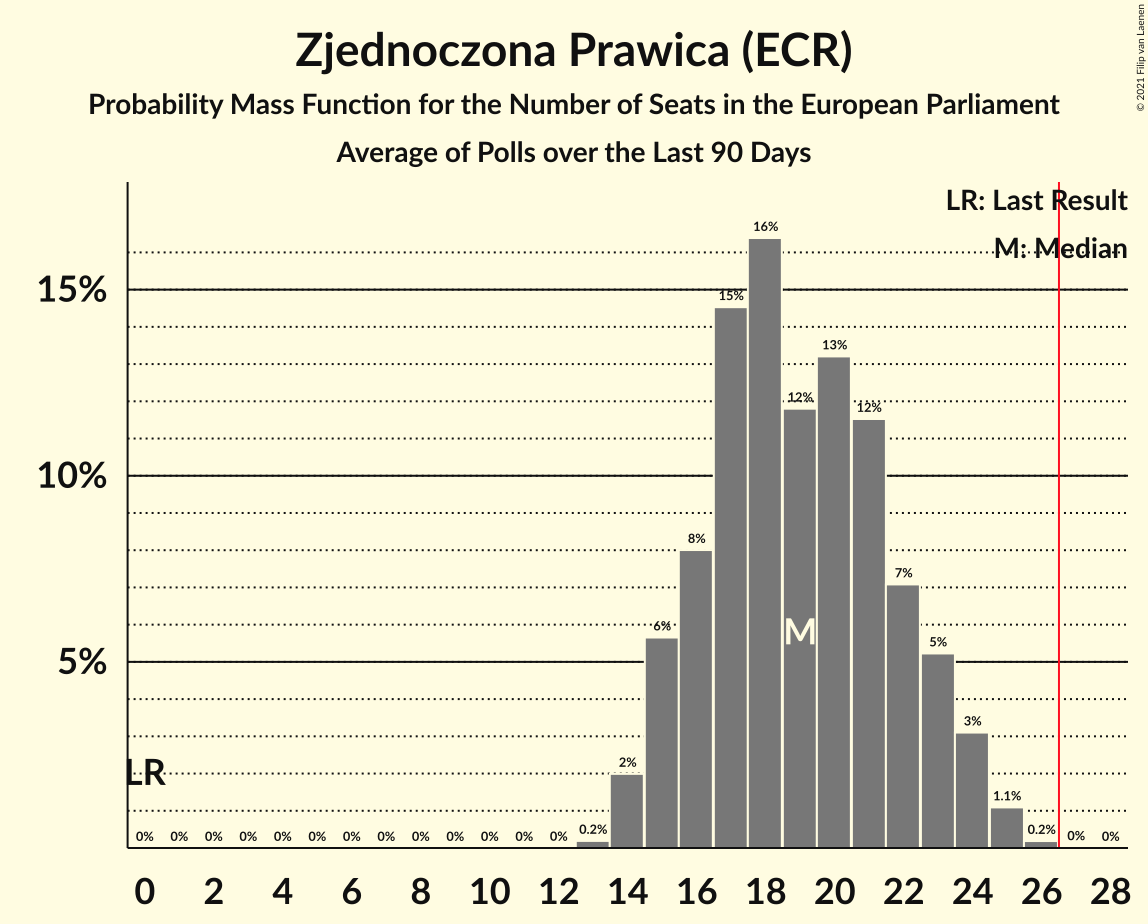 Zjednoczona Prawica (ECR)
Probability Mass Function for the Number of Seats in the European Parliament
Average of Polls over the Last 90 Days
© 2021 Filip van Laenen
LR: Last Result
M: Median
16%
15%
15%
13%
12%
12%
10%
8%
7%
6%
M
5%
5%
3%
LR
2%
1.1%
0% 0% 0% 0% 0% 0% 0% 0% 0% 0% 0% 0% 0% 0.2% 0.2% 0% 0%
0 2 4 6 8 10 12 14 16 18 20 22 24 26 28